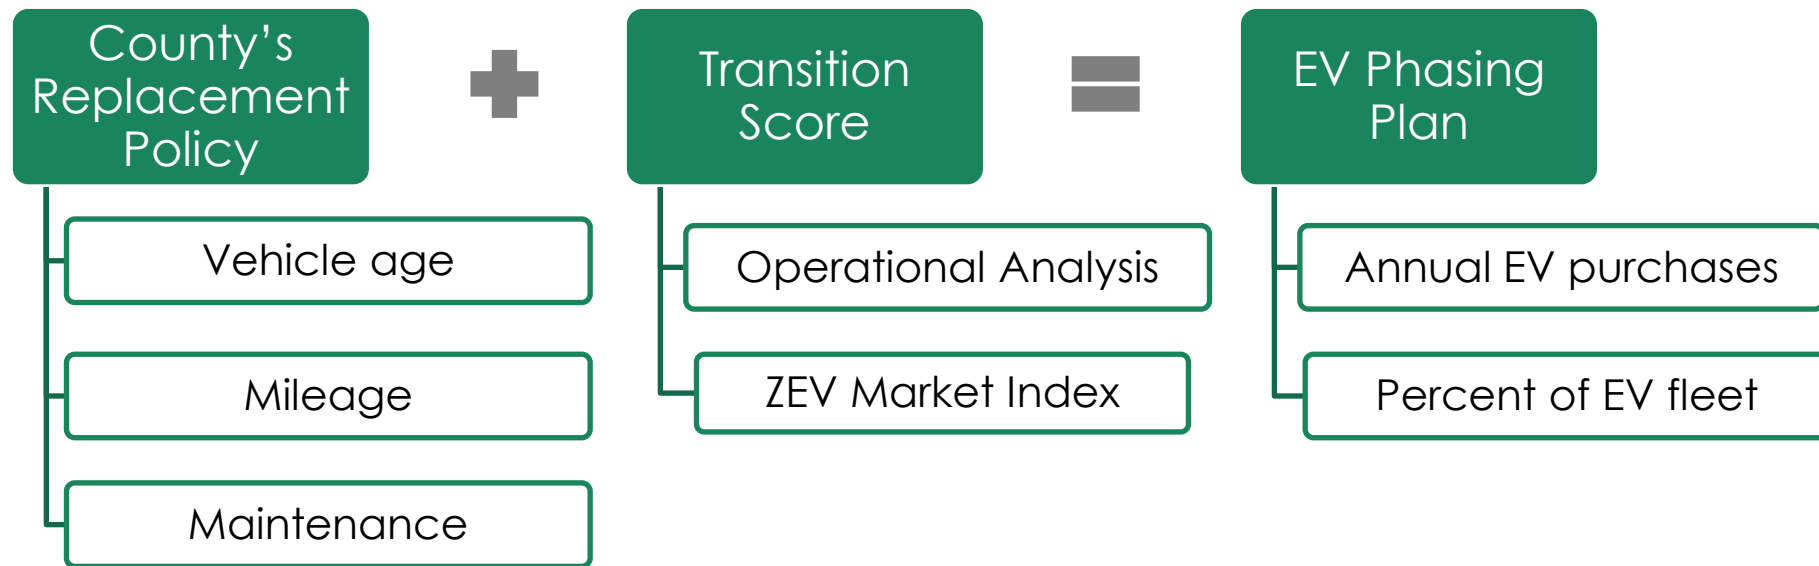 County’s
Replacement
Policy
Vehicle age
Mileage
Maintenance
Transition
Score
Operational Analysis
ZEV Market Index
EV Phasing
Plan
Annual EV purchases
Percent of EV fleet